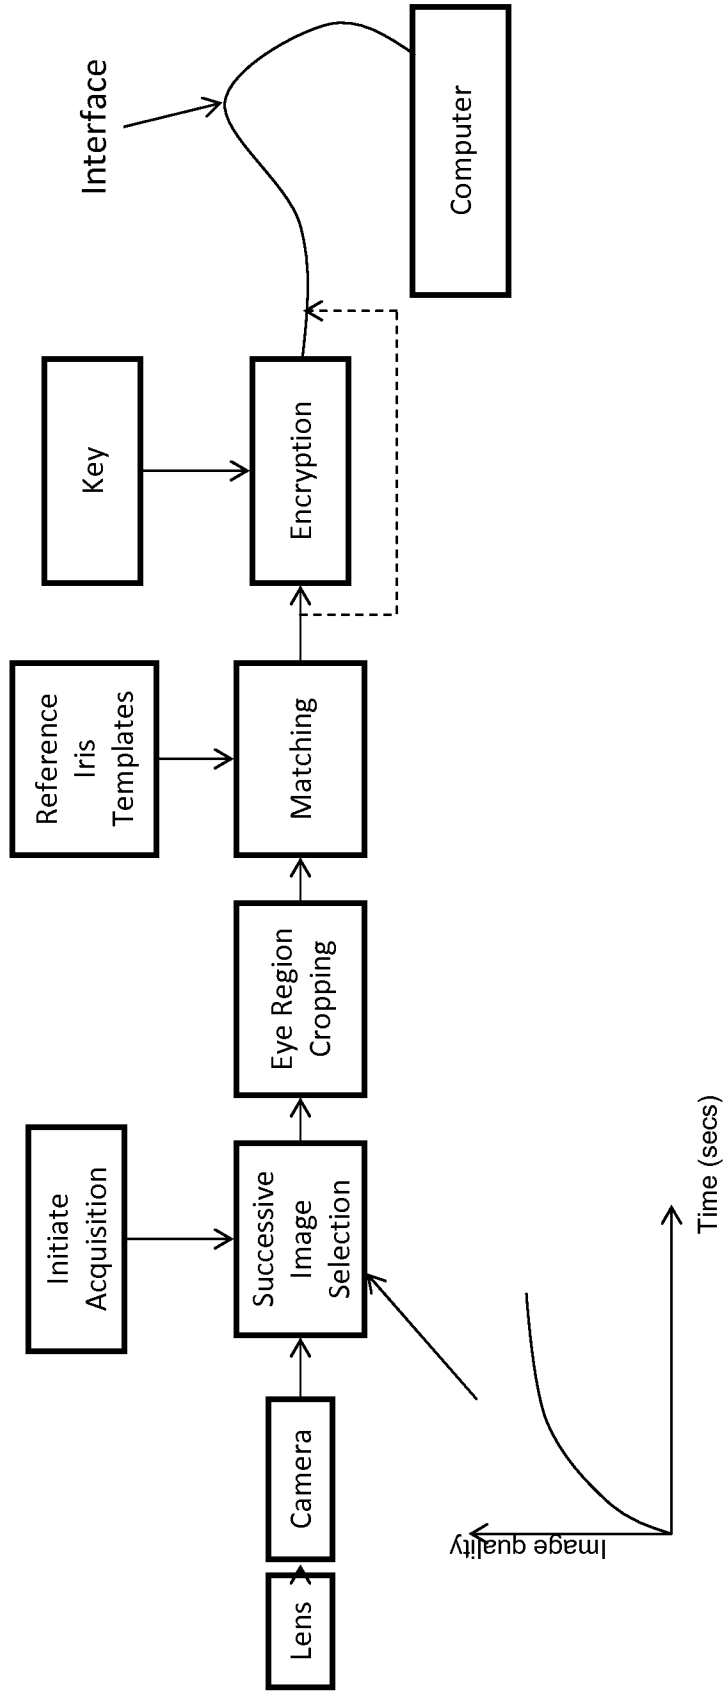 Lens
Camera
Initiate
Acquisition
Successive
Image
Selection
Eye Region
Cropping
Reference
Iris
Templates
Matching
Key
Encryption
Interface
Computer
Image quality
Time (secs)